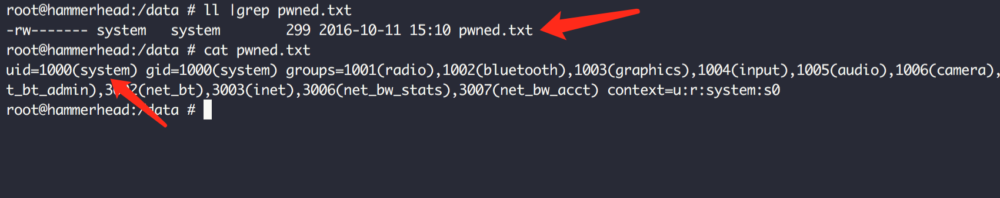 root@hammerhead:/data # ll |grep pwned.txt
-rw------- system   system        299 2016-10-11 15:10 pwned.txt
root@hammerhead:/data # cat pwned.txt
uid=1000(system) gid=1000(system) groups=1001(radio),1002(bluetooth),1003(graphics),1004(input),1005(audio),1006(camera),
t_bt_admin),3002(net_bt),3003(inet),3006(net_bw_stats),3007(net_bw_acct) context=u:r:system:s0
root@hammerhead:/data #